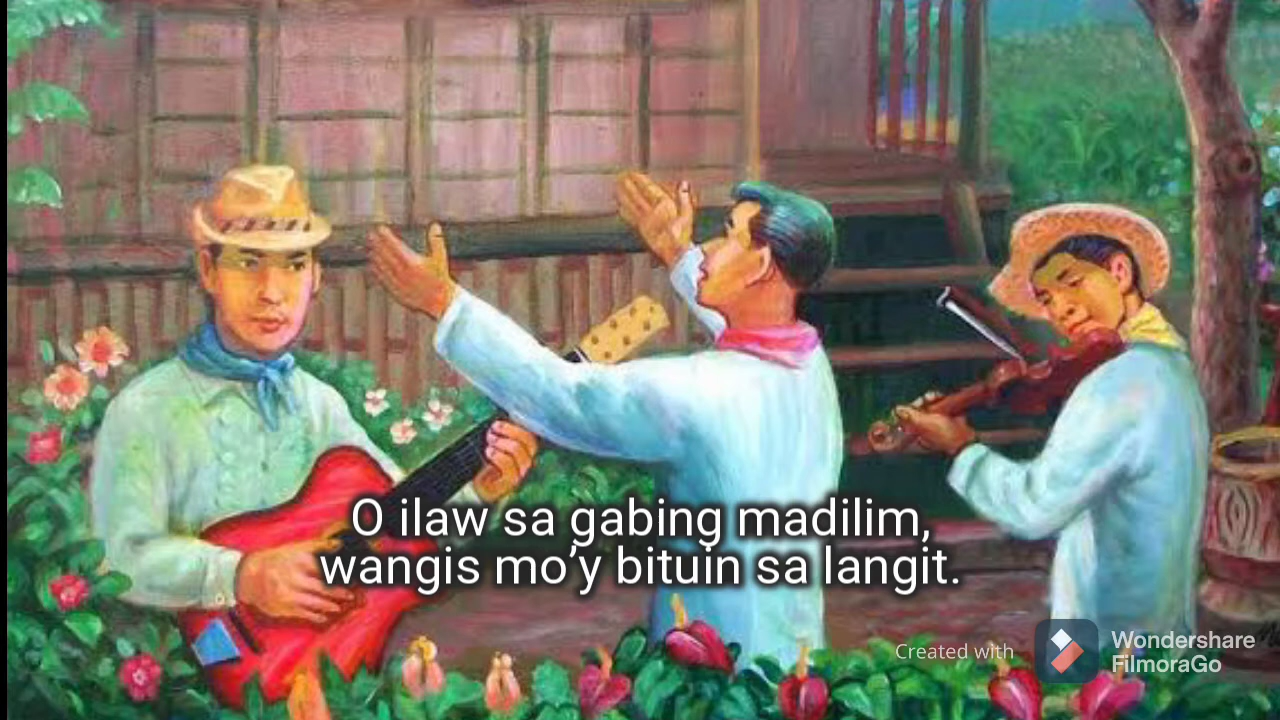 O ilaw sa gabing madilim,
wangis mo’y bituin sa langit.
Created with
Wondershare
FilmoraGo